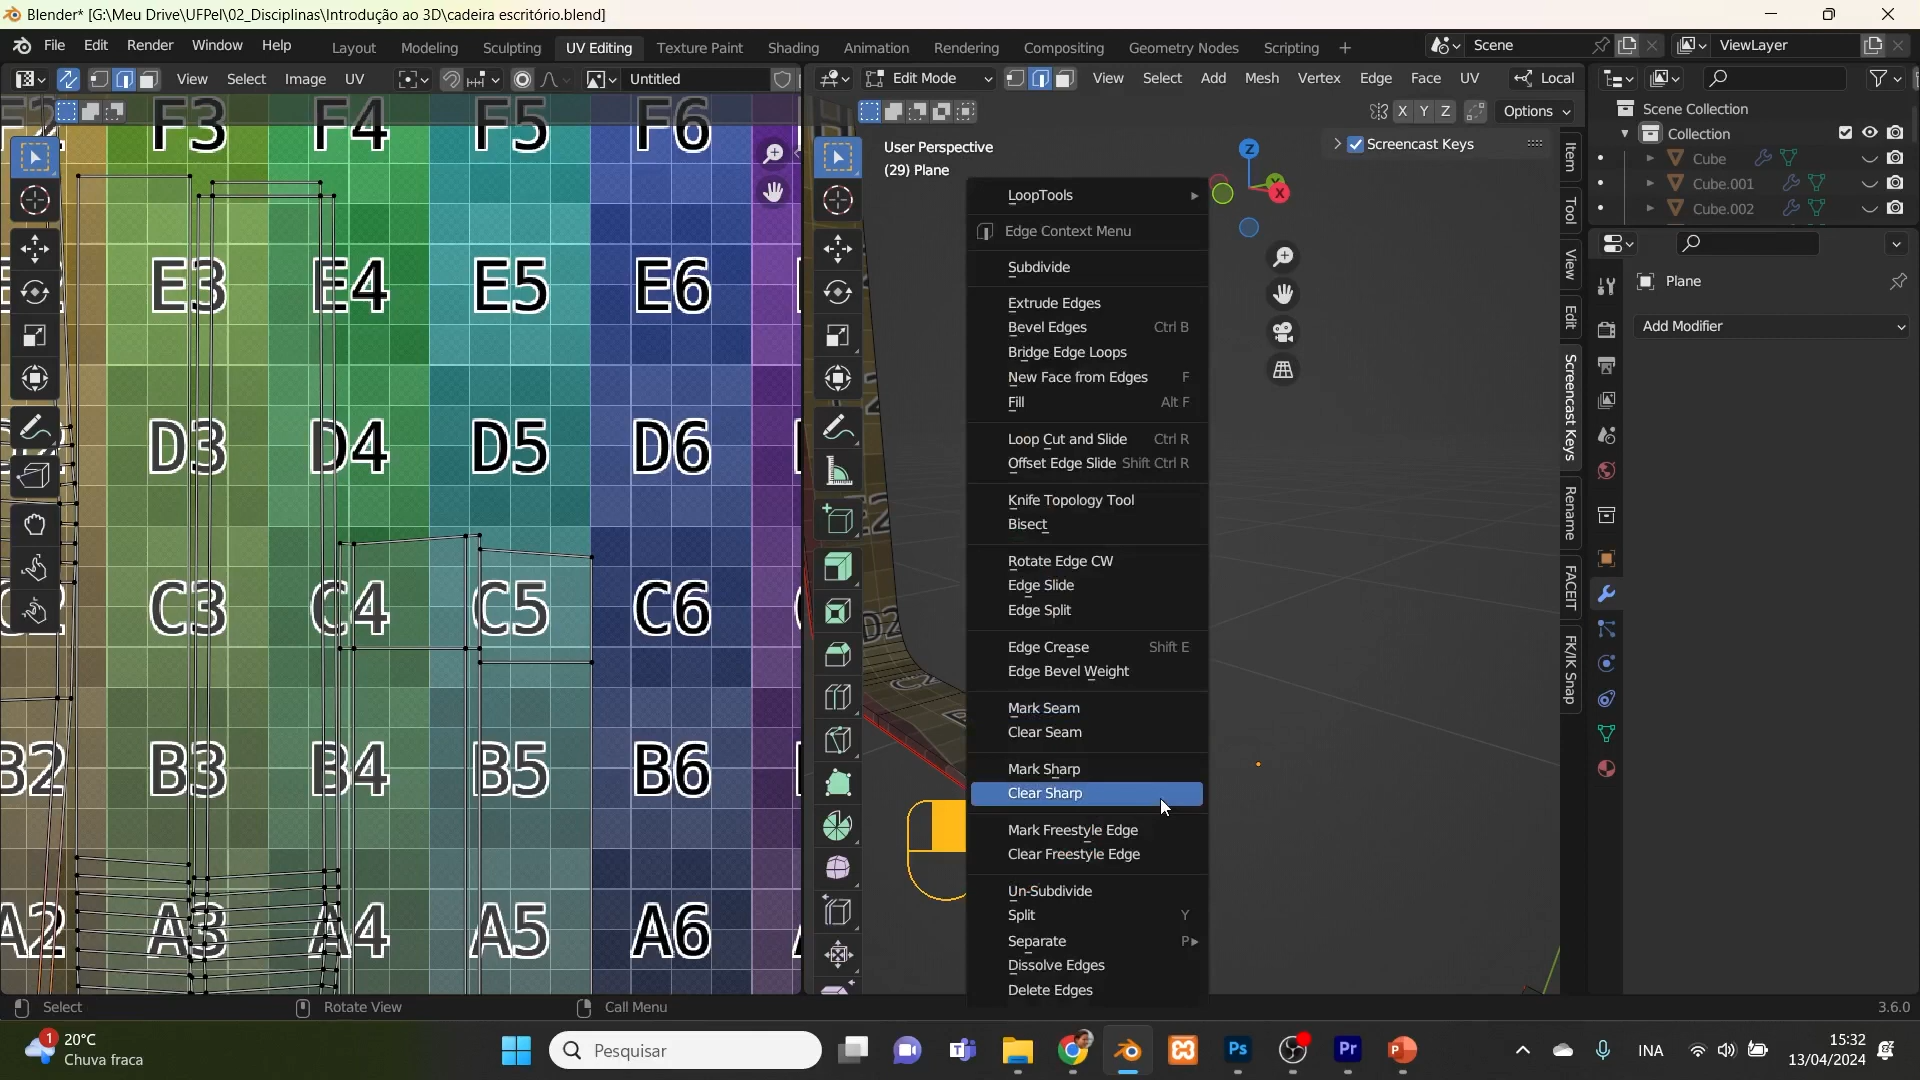 Blender* [G:\Meu Drive\UFPel\02_Disciplinas\Introdução ao 3D\cadeira escritório.blend]
File Edit Render Window Help Layout Modeling Sculpting UV Editing Texture Paint Shading Animation Rendering Compositing Geometry Nodes Scripting + Scene ViewLayer
View Select Image UV Untitled Edit Mode View Select Add Mesh Vertex Edge Face UV Local
X Y Z Options
F3 F4 F5 F6
E3 E4 E5 E6
D3 D4 D5 D6
C3 C4 C5 C6
B2 B3 B4 B5 B6
A2 A3 A4 A5 A6
User Perspective
(29) Plane
Z
X
Screencast Keys
D2
C2
LoopTools
Edge Context Menu
Subdivide
Extrude Edges
Bevel Edges Ctrl B
Bridge Edge Loops
New Face from Edges F
Fill Alt F
Loop Cut and Slide Ctrl R
Offset Edge Slide Shift Ctrl R
Knife Topology Tool
Bisect
Rotate Edge CW
Edge Slide
Edge Split
Edge Crease Shift E
Edge Bevel Weight
Mark Seam
Clear Seam
Mark Sharp
Clear Sharp
Mark Freestyle Edge
Clear Freestyle Edge
Un-Subdivide
Split Y
Separate P
Dissolve Edges
Delete Edges
Item
Tool
View
Edit
Screencast Keys
Rename
FACEIT
FK/IK Snap
Scene Collection
Collection
Cube
Cube.001
Cube.002
Plane
Add Modifier
Select Rotate View Call Menu 3.6.0
1
20°C
Chuva fraca
Pesquisar
Ps
Pr
INA
15:32
13/04/2024